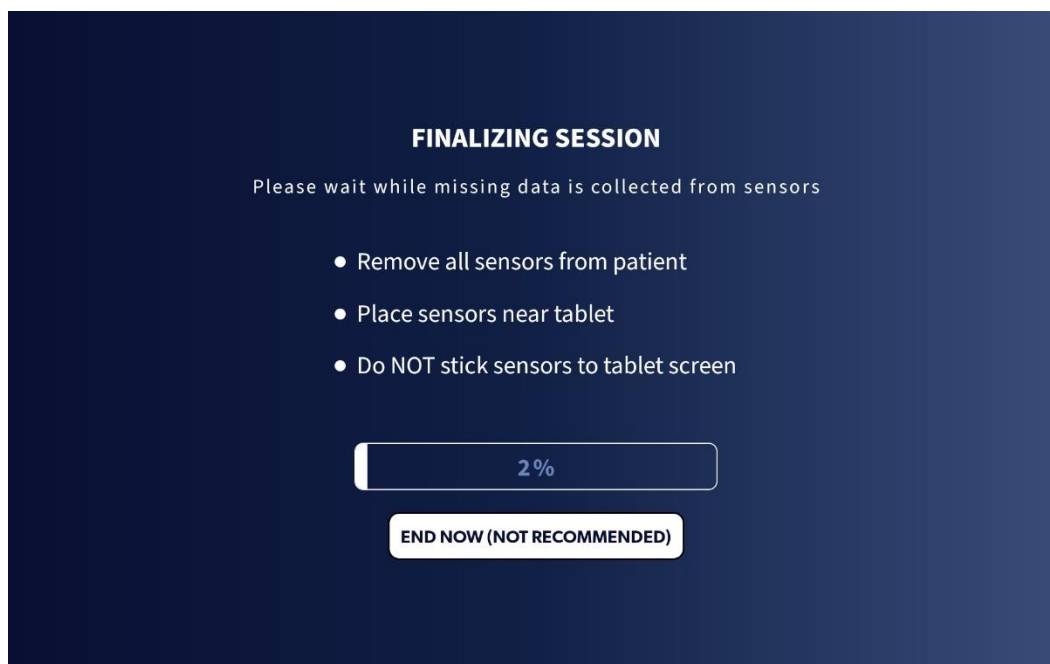 FINALIZING SESSION
Please wait while missing data is collected from sensors
● Remove all sensors from patient
● Place sensors near tablet
● Do NOT stick sensors to tablet screen
2%
END NOW (NOT RECOMMENDED)